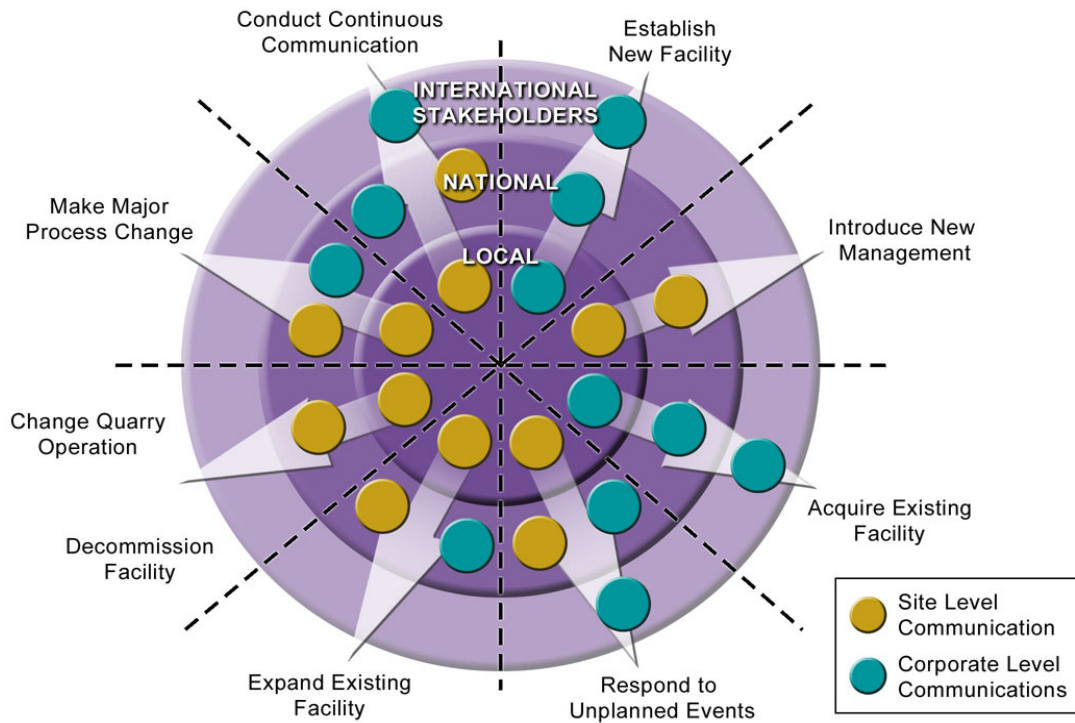 Conduct Continuous
Communication
Establish
New Facility
INTERNATIONAL
STAKEHOLDERS
NATIONAL
LOCAL
Make Major
Process Change
Introduce New
Management
Change Quarry
Operation
Acquire Existing
Facility
Decommission
Facility
Expand Existing
Facility
Respond to
Unplanned Events
Site Level
Communication
Corporate Level
Communications